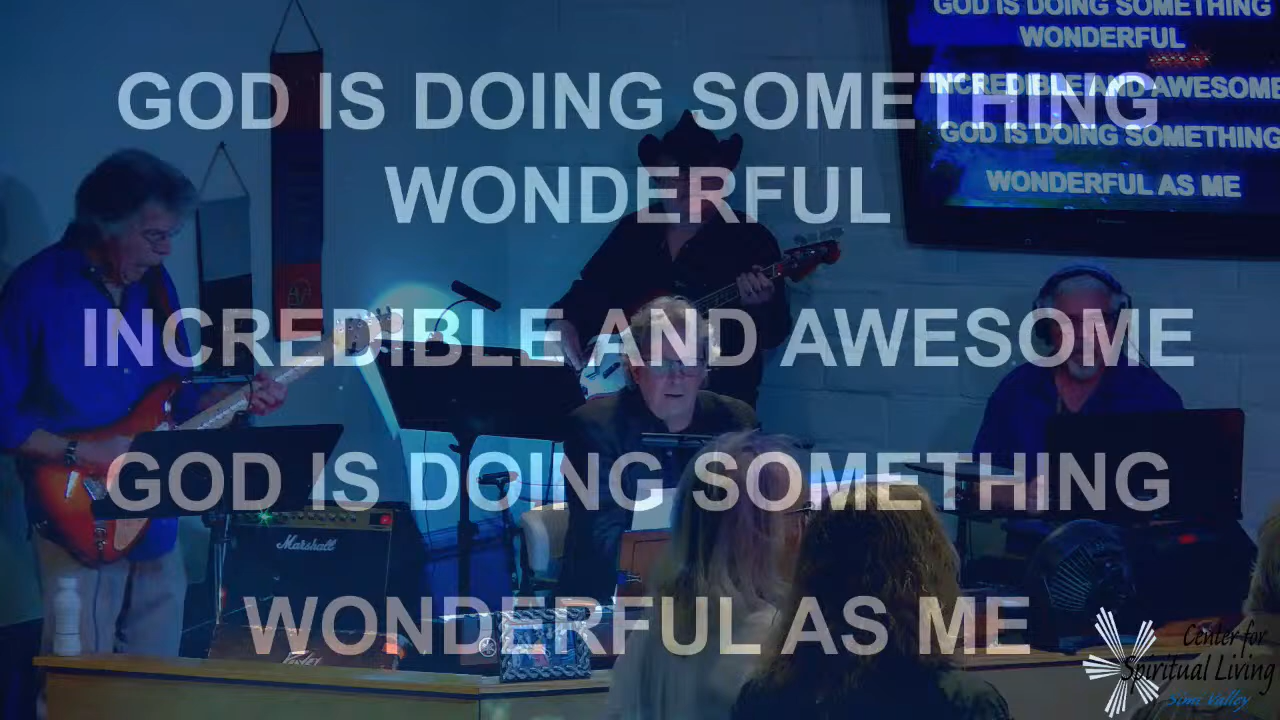 GOD IS DOING SOMETHING
WONDERFUL
INCREDIBLE AND AWESOME
GOD IS DOING SOMETHING
WONDERFUL AS ME
GOD IS DOING SOMETHING
WONDERFUL
INCREDIBLE AND AWESOME
GOD IS DOING SOMETHING
WONDERFUL AS ME
Marshall
Peavey
Center for
Spiritual Living
Simi Valley